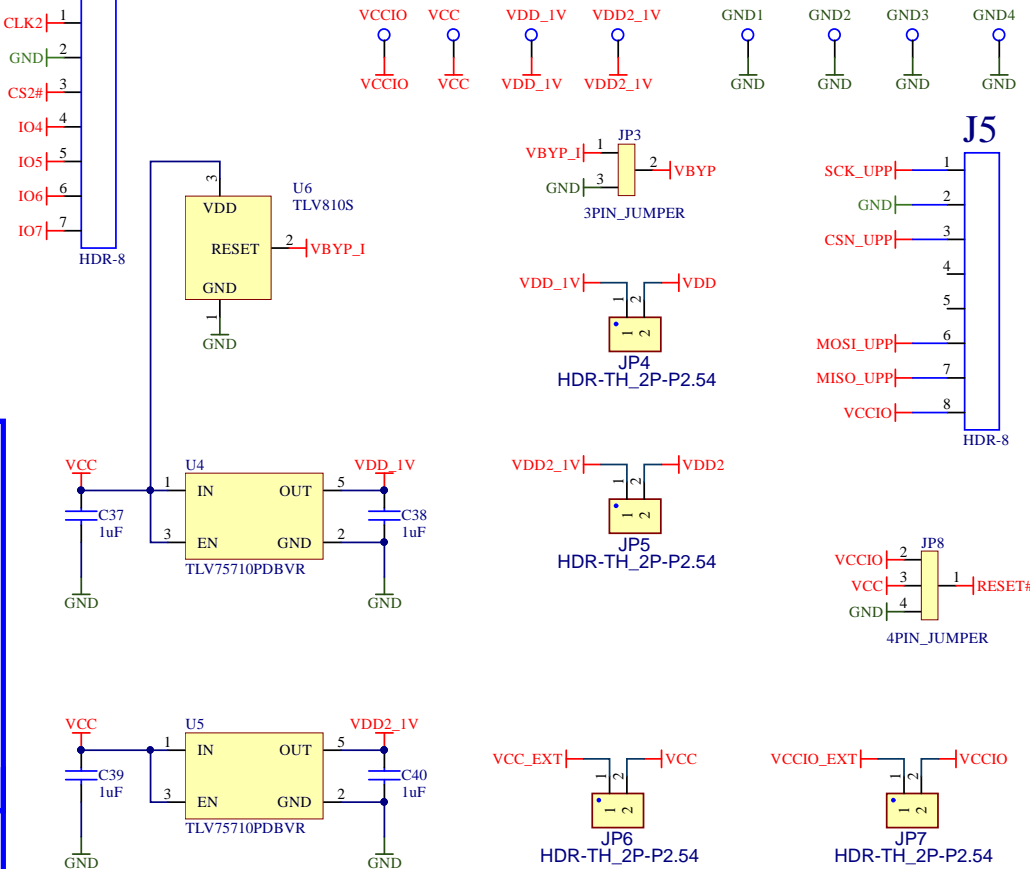 CLK2 1
GND 2
CS2# 3
IO4 4
IO5 5
IO6 6
IO7 7
HDR-8
VCCIO
VCCIO
VCC
VCC
VDD_1V
VDD_1V
VDD2_1V
VDD2_1V
GND1
GND
GND2
GND
GND3
GND
GND4
GND
3
VDD
U6
TLV810S
RESET 2 VBYP_I
GND
1
GND
JP3
VBYP_I 1
2 VBYP
GND 3
3PIN_JUMPER
J5
SCK_UPP 1
GND 2
CSN_UPP 3
4
5
MOSI_UPP 6
MISO_UPP 7
VCCIO 8
HDR-8
VDD_1V VDD
1 2
1 2
JP4
HDR-TH_2P-P2.54
VCC
U4
VDD_1V
1 IN OUT 5
C37
1uF
C38
1uF
3 EN GND 2
TLV75710PDBVR
GND
GND
VDD2_1V VDD2
1 2
1 2
JP5
HDR-TH_2P-P2.54
JP8
VCCIO 2
VCC 3
1 RESET#
GND 4
4PIN_JUMPER
VCC
U5
VDD2_1V
1 IN OUT 5
C39
1uF
C40
1uF
3 EN GND 2
TLV75710PDBVR
GND
GND
VCC_EXT VCC
1 2
1 2
JP6
HDR-TH_2P-P2.54
VCCIO_EXT VCCIO
1 2
1 2
JP7
HDR-TH_2P-P2.54